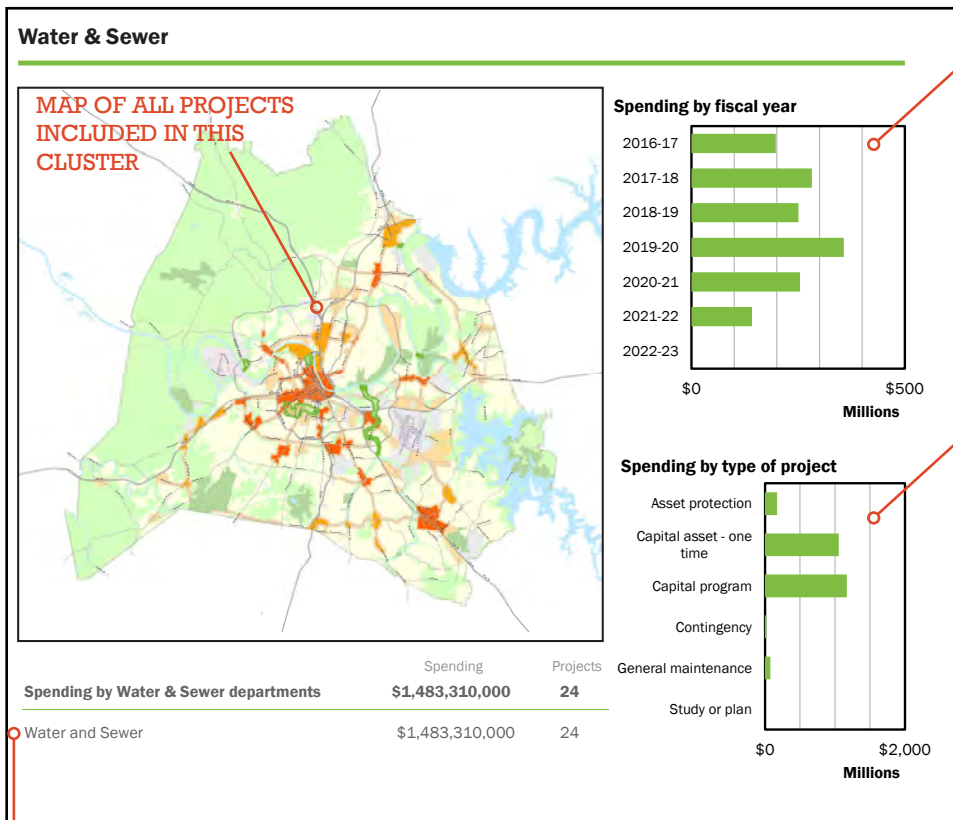 Water & Sewer
MAP OF ALL PROJECTS
INCLUDED IN THIS
CLUSTER
Spending by fiscal year
2016-17
2017-18
2018-19
2019-20
2020-21
2021-22
2022-23
$0 $500
Millions
Spending by type of project
Asset protection
Capital asset - one
time
Capital program
Contingency
General maintenance
Study or plan
$0 $2,000
Millions
Spending Projects
Spending by Water & Sewer departments $1,483,310,000 24
Water and Sewer $1,483,310,000 24